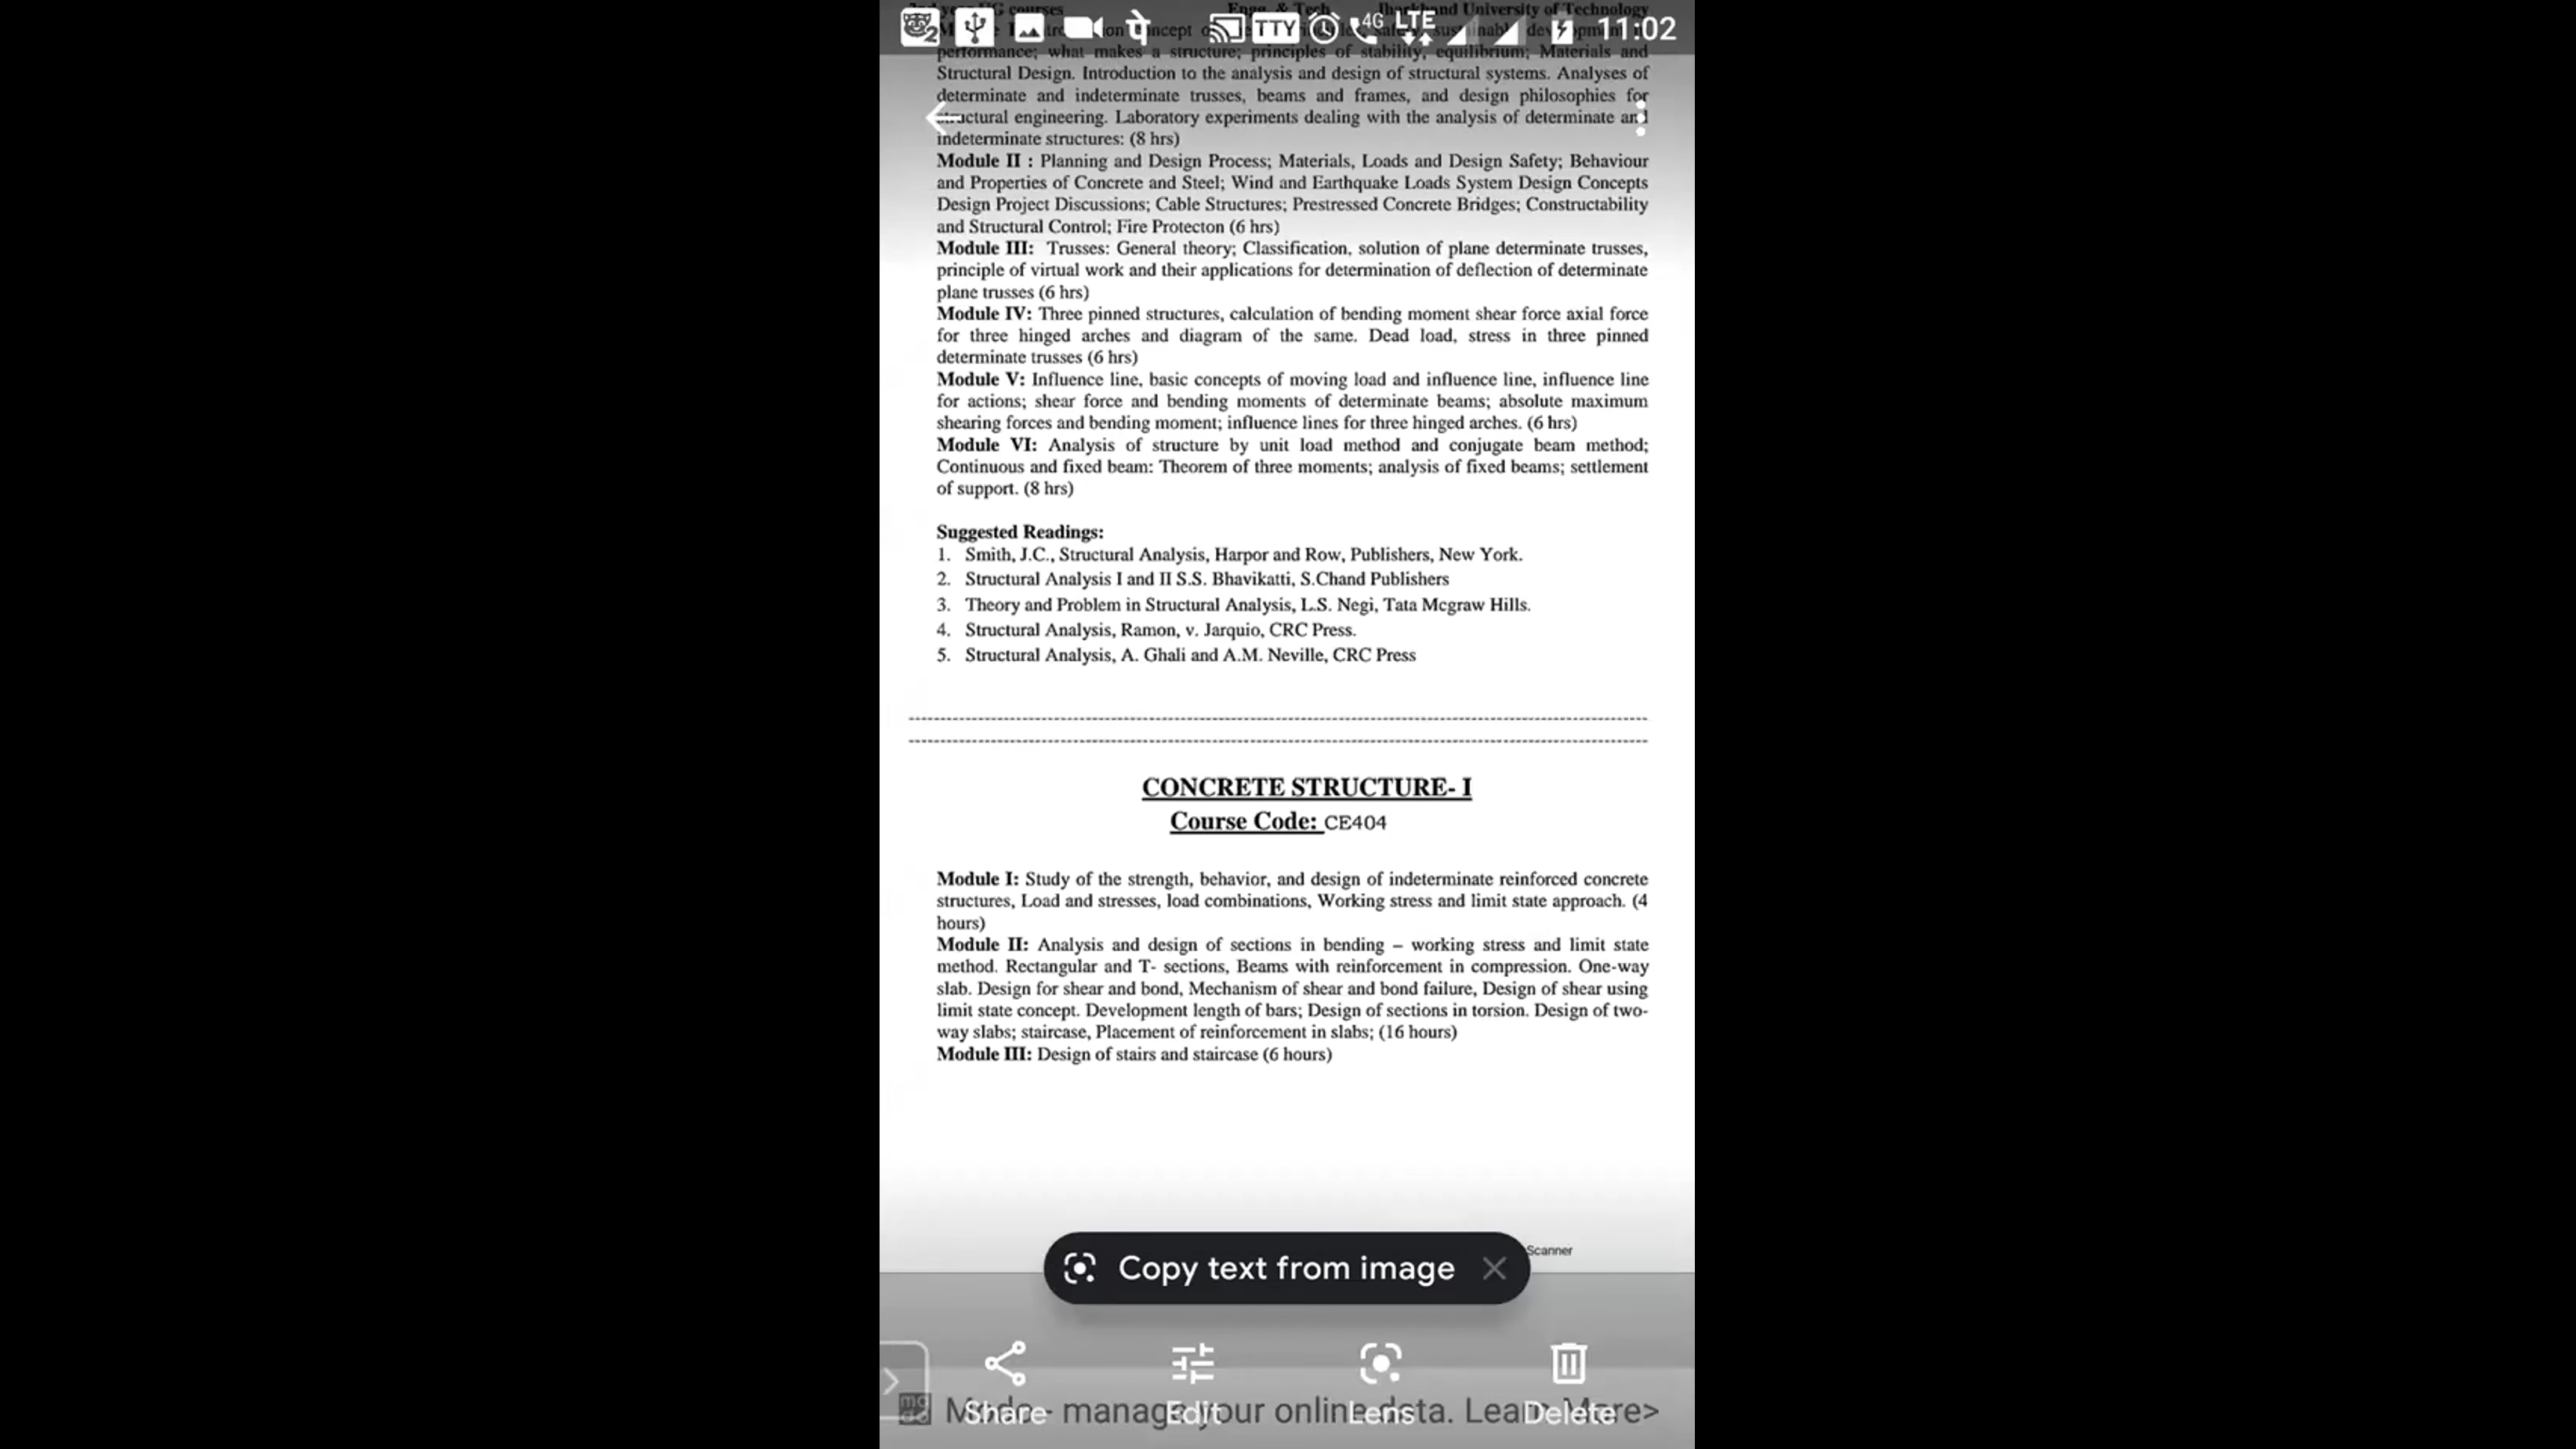 G courses Engg. & Tech Jharkhand University of Technology
TTY 4G LTE 11:02
performance; what makes a structure; principles of stability, equilibrium; Materials and
Structural Design. Introduction to the analysis and design of structural systems. Analyses of
determinate and indeterminate trusses, beams and frames, and design philosophies for
structural engineering. Laboratory experiments dealing with the analysis of determinate and
indeterminate structures: (8 hrs)
Module II : Planning and Design Process; Materials, Loads and Design Safety; Behaviour
and Properties of Concrete and Steel; Wind and Earthquake Loads System Design Concepts
Design Project Discussions; Cable Structures; Prestressed Concrete Bridges; Constructability
and Structural Control; Fire Protecton (6 hrs)
Module III: Trusses: General theory; Classification, solution of plane determinate trusses,
principle of virtual work and their applications for determination of deflection of determinate
plane trusses (6 hrs)
Module IV: Three pinned structures, calculation of bending moment shear force axial force
for three hinged arches and diagram of the same. Dead load, stress in three pinned
determinate trusses (6 hrs)
Module V: Influence line, basic concepts of moving load and influence line, influence line
for actions; shear force and bending moments of determinate beams; absolute maximum
shearing forces and bending moment; influence lines for three hinged arches. (6 hrs)
Module VI: Analysis of structure by unit load method and conjugate beam method;
Continuous and fixed beam: Theorem of three moments; analysis of fixed beams; settlement
of support. (8 hrs)
Suggested Readings:
1. Smith, J.C., Structural Analysis, Harpor and Row, Publishers, New York.
2. Structural Analysis I and II S.S. Bhavikatti, S.Chand Publishers
3. Theory and Problem in Structural Analysis, L.S. Negi, Tata Mcgraw Hills.
4. Structural Analysis, Ramon, v. Jarquio, CRC Press.
5. Structural Analysis, A. Ghali and A.M. Neville, CRC Press
CONCRETE STRUCTURE- I
Course Code: CE404
Module I: Study of the strength, behavior, and design of indeterminate reinforced concrete
structures, Load and stresses, load combinations, Working stress and limit state approach. (4
hours)
Module II: Analysis and design of sections in bending – working stress and limit state
method. Rectangular and T- sections, Beams with reinforcement in compression. One-way
slab. Design for shear and bond, Mechanism of shear and bond failure, Design of shear using
limit state concept. Development length of bars; Design of sections in torsion. Design of two-
way slabs; staircase, Placement of reinforcement in slabs; (16 hours)
Module III: Design of stairs and staircase (6 hours)
Scanner
Copy text from image
Share Edit Lens Delete
manage your online data. Learn More>